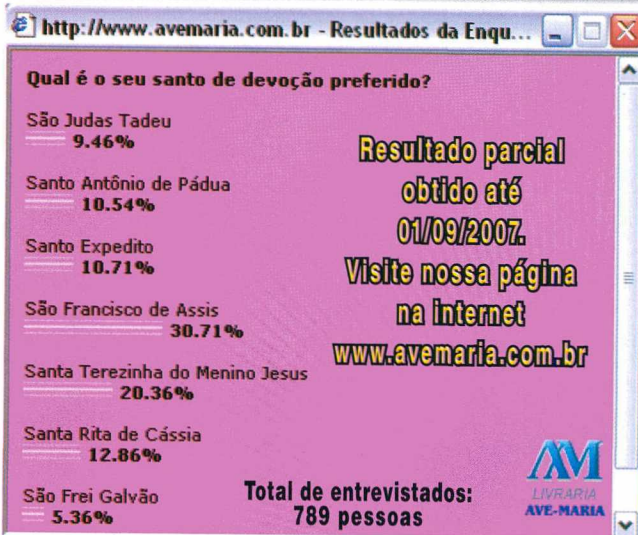 http://www.avemaria.com.br - Resultados da Enqu...
Qual é o seu santo de devoção preferido?
São Judas Tadeu
9.46%
Santo Antônio de Pádua
10.54%
Santo Expedito
10.71%
São Francisco de Assis
30.71%
Santa Terezinha do Menino Jesus
20.36%
Santa Rita de Cássia
12.86%
São Frei Galvão
5.36%
Resultado parcial
obtido até
01/09/2007.
Visite nossa página
na internet
www.avemaria.com.br
Total de entrevistados:
789 pessoas
AM
LIVRARIA
AVE-MARIA